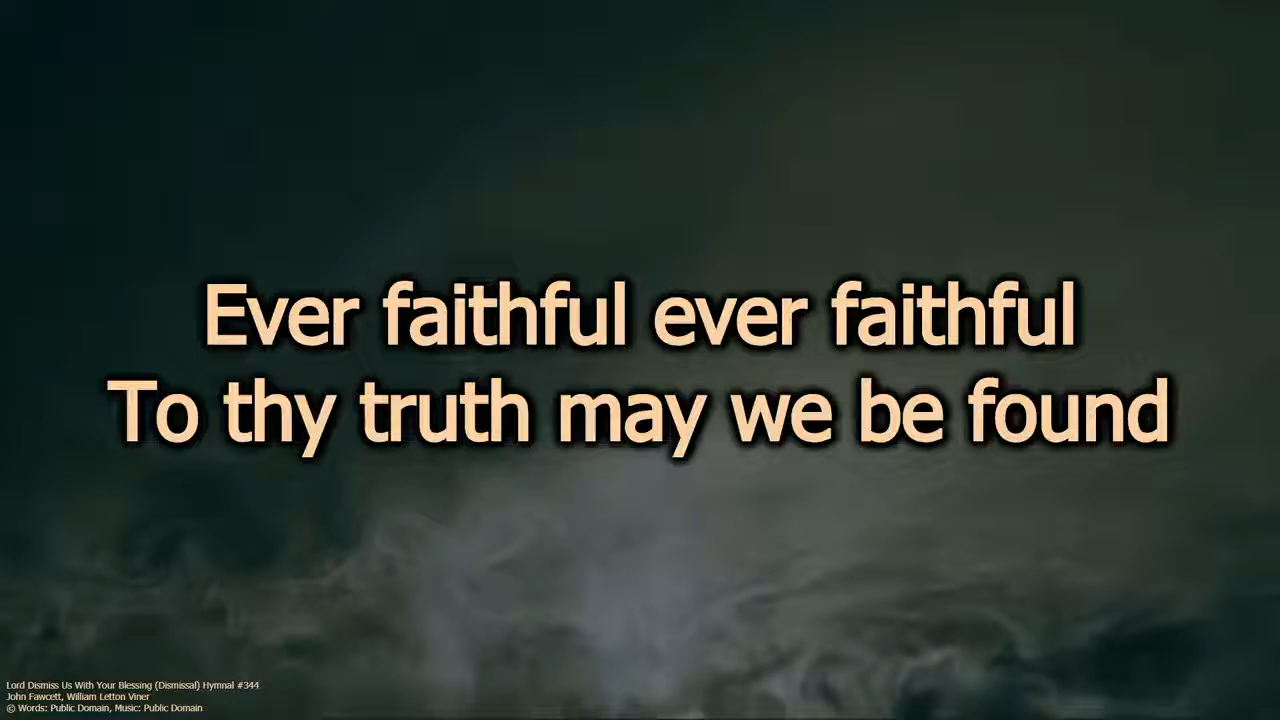 Ever faithful ever faithful
To thy truth may we be found
Lord Dismiss Us With Your Blessing (Dismissal) Hymnal #344
John Fawcett, William Letton Viner
© Words: Public Domain, Music: Public Domain